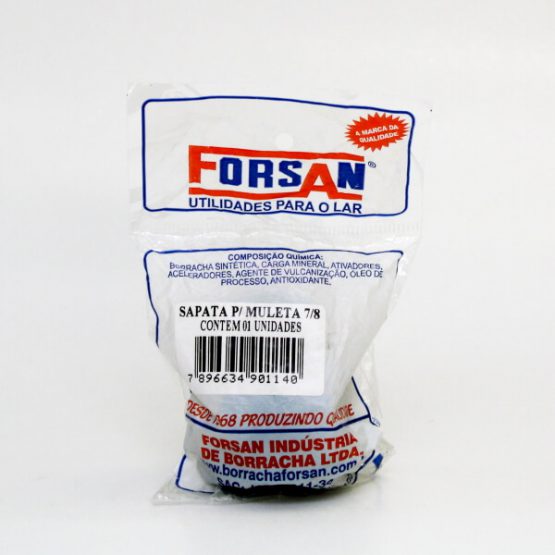 A MARCA DA
QUALIDADE
FORSAN®
UTILIDADES PARA O LAR
COMPOSIÇÃO QUÍMICA:
BORRACHA SINTÉTICA, CARGA MINERAL, ATIVADORES,
ACELERADORES, AGENTE DE VULCANIZAÇÃO, ÓLEO DE
PROCESSO, ANTIOXIDANTE.
SAPATA P/ MULETA 7/8
CONTEM 01 UNIDADES
7 896634 901140
DESDE 1968 PRODUZINDO
FORSAN INDÚSTRIA
DE BORRACHA LTDA.
www.borrachaforsan.com
SAC: